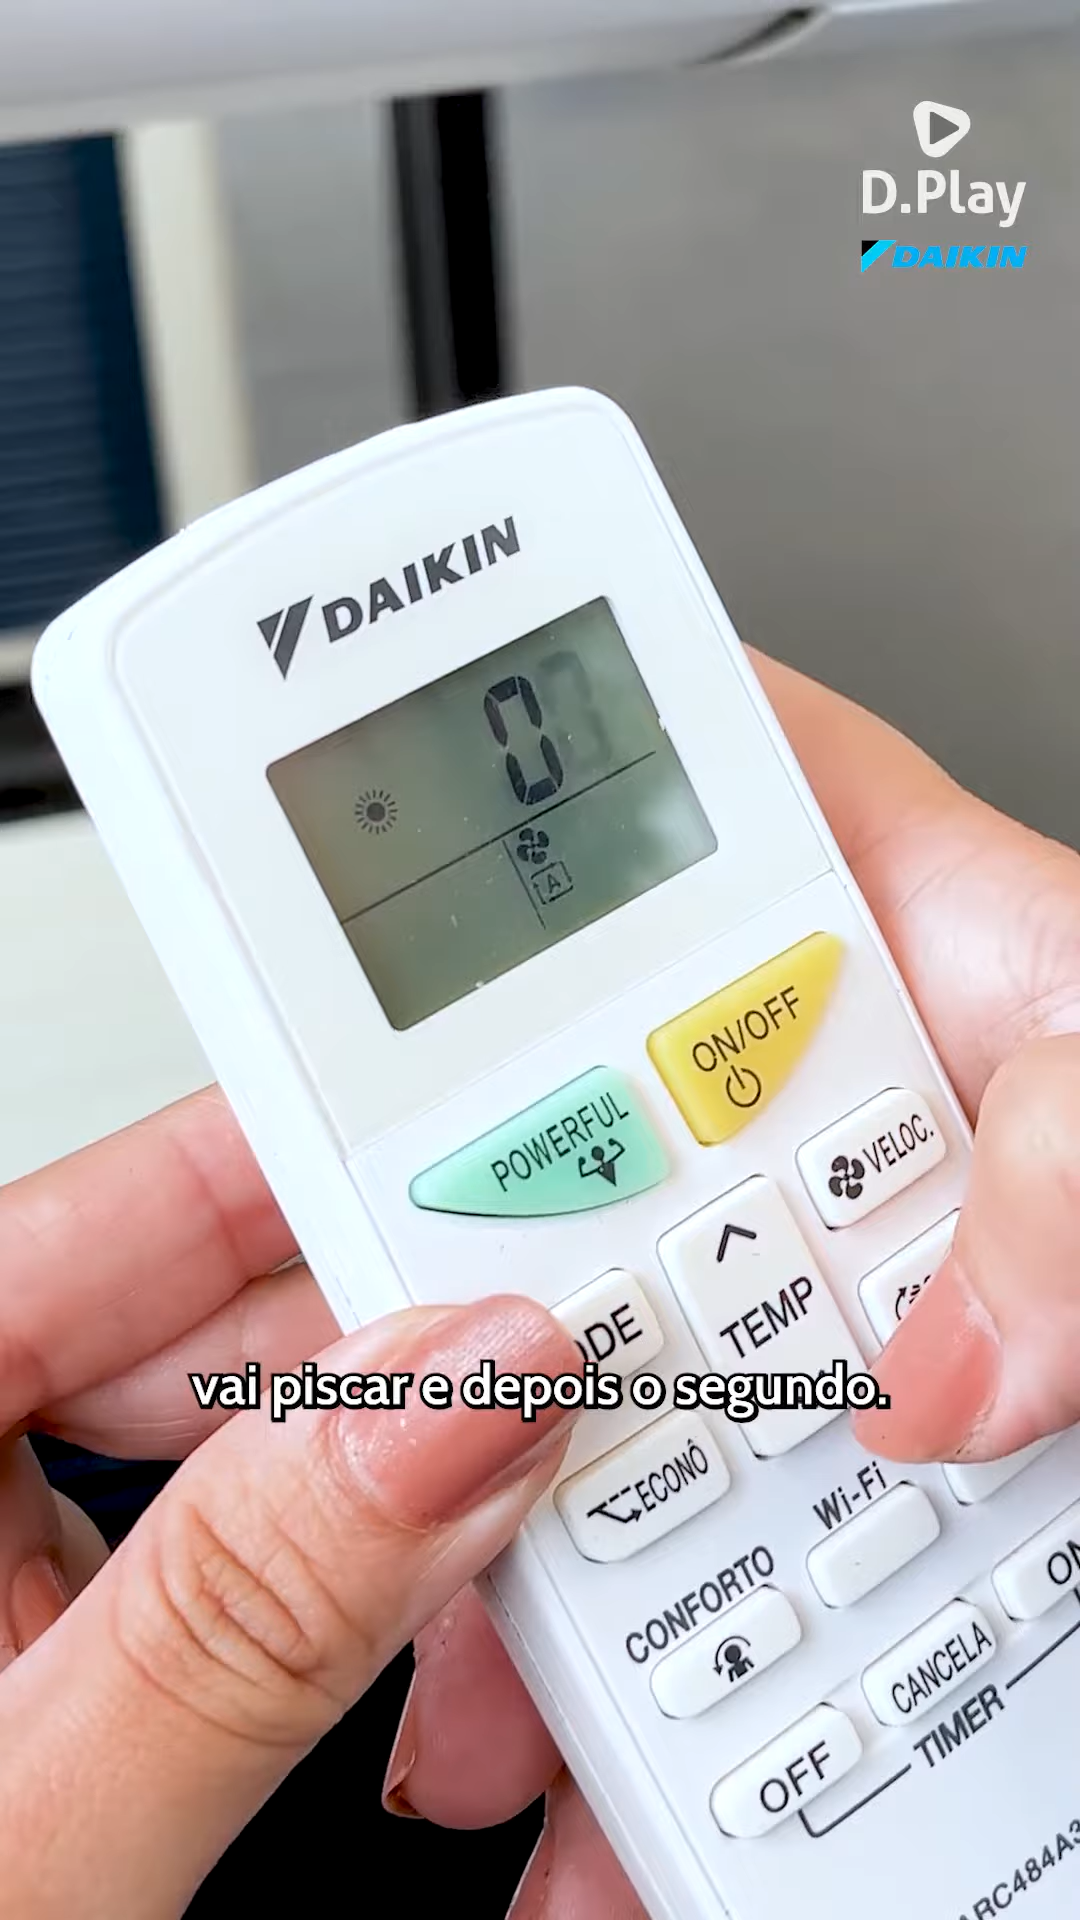 D.Play
DAIKIN
DAIKIN
0
A
ON/OFF
POWERFUL
VELOC.
TEMP
vai piscar e depois o segundo.
ECONÔ
Wi-Fi
CONFORTO
CANCELA
OFF
TIMER